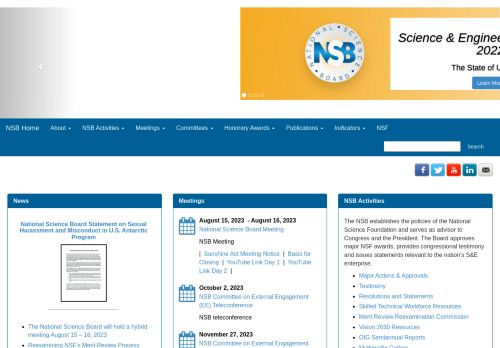 NATIONAL SCIENCE BOARD
NSB
Science & Enginee
2022
The State of U
Learn Mo
NSB Home
About
NSB Activities
Meetings
Committees
Honorary Awards
Publications
Indicators
NSF
Search
News
National Science Board Statement on Sexual
Harassment and Misconduct in U.S. Antarctic
Program
The National Science Board will hold a hybrid
meeting August 15 – 16, 2023
Reexamining NSF's Merit Review Process
Meetings
August 15, 2023 - August 16, 2023
National Science Board Meeting
NSB Meeting
| Sunshine Act Meeting Notice | Basis for
Closing | YouTube Link Day 1 | YouTube
Link Day 2 |
October 2, 2023
NSB Committee on External Engagement
(EE) Teleconference
NSB teleconference
November 27, 2023
NSB Committee on External Engagement
NSB Activities
The NSB establishes the policies of the National
Science Foundation and serves as advisor to
Congress and the President. The Board approves
major NSF awards, provides congressional testimony
and issues statements relevant to the nation's S&E
enterprise.
Major Actions & Approvals
Testimony
Resolutions and Statements
Skilled Technical Workforce Resources
Merit Review Reexamination Commission
Vision 2030 Resources
OIG Semiannual Reports
Multimedia Gallery